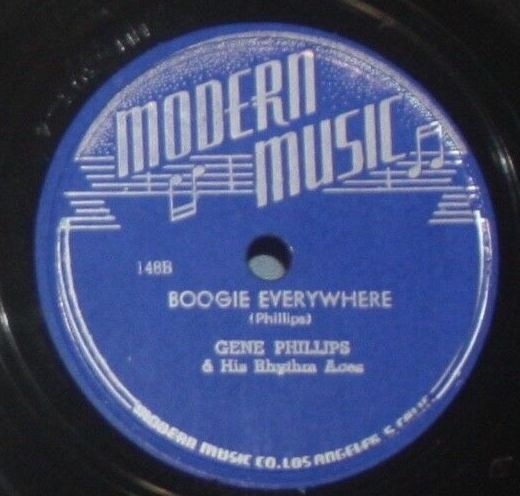 MODERN
MUSIC
148B
BOOGIE EVERYWHERE
(Phillips)
GENE PHILLIPS
& His Rhythm Aces
MODERN MUSIC CO. LOS ANGELES
CALIF.